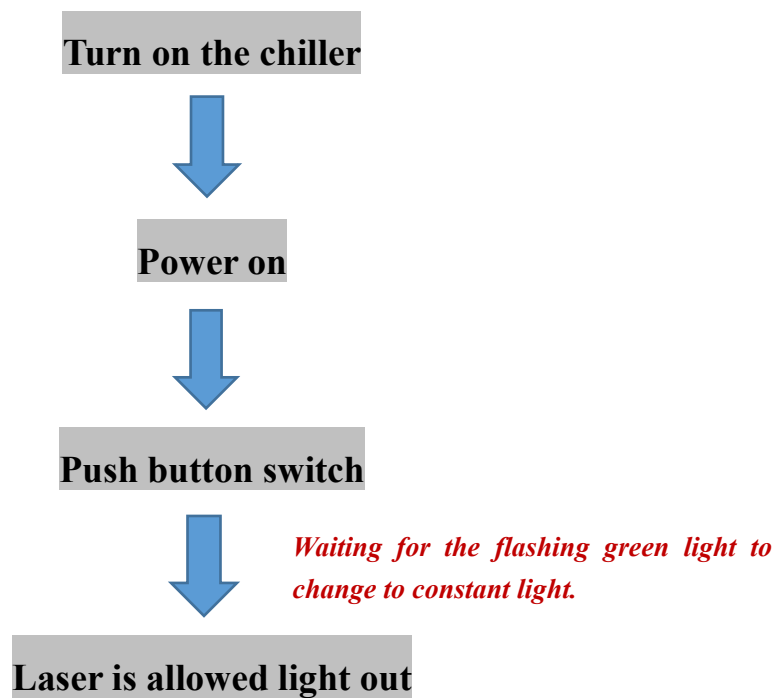 Turn on the chiller
Power on
Push button switch
Waiting for the flashing green light to
change to constant light.
Laser is allowed light out